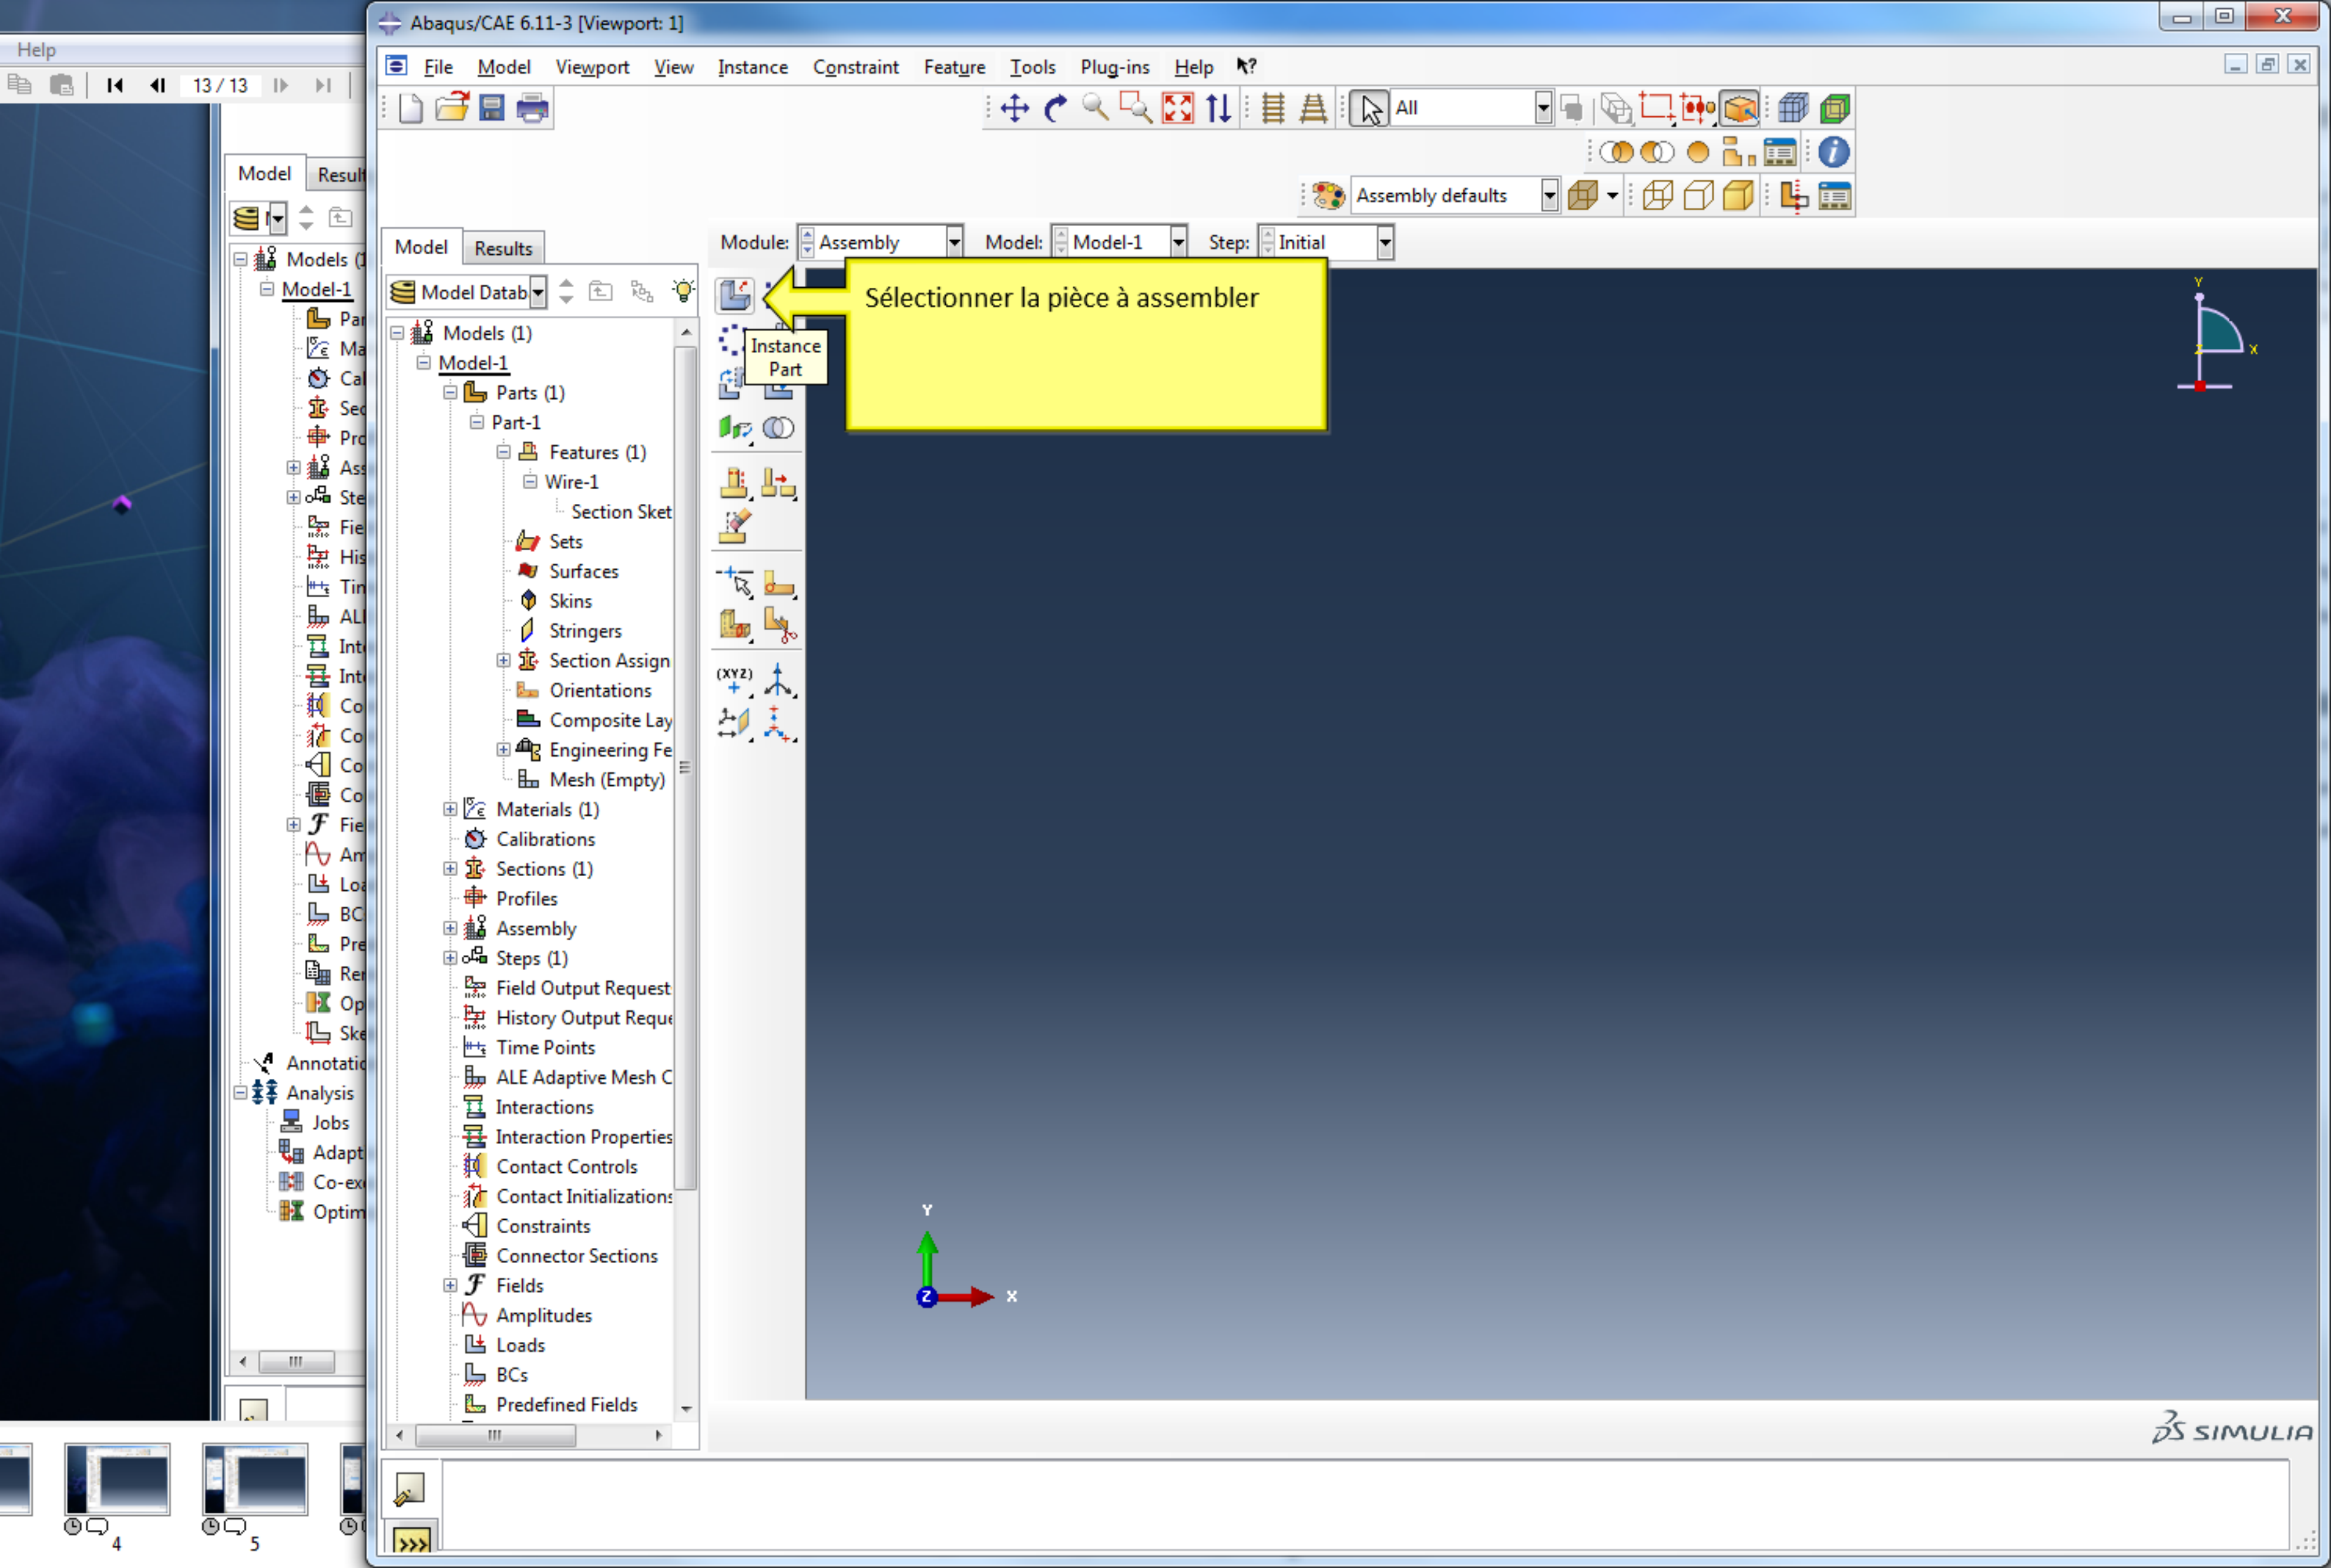 Abaqus/CAE 6.11-3 [Viewport: 1]
Help
File Model Viewport View Instance Constraint Feature Tools Plug-ins Help
13 / 13
All
Assembly defaults
Module: Assembly Model: Model-1 Step: Initial
Model
Models
Model-1
Annotatio
Analysis
Jobs
Adapt
Co-ex
Optim
Model Results
Model Datab
Models (1)
Model-1
Parts (1)
Part-1
Features (1)
Wire-1
Section Sket
Sets
Surfaces
Skins
Stringers
Section Assign
Orientations
Composite Lay
Engineering Fe
Mesh (Empty)
Materials (1)
Calibrations
Sections (1)
Profiles
Assembly
Steps (1)
Field Output Request
History Output Reque
Time Points
ALE Adaptive Mesh C
Interactions
Interaction Properties
Contact Controls
Contact Initializations
Constraints
Connector Sections
Fields
Amplitudes
Loads
BCs
Predefined Fields
Sélectionner la pièce à assembler
Instance
Part
(XYZ)
Y
X
Z
Y
Z X
SIMULIA
4
5
>>>